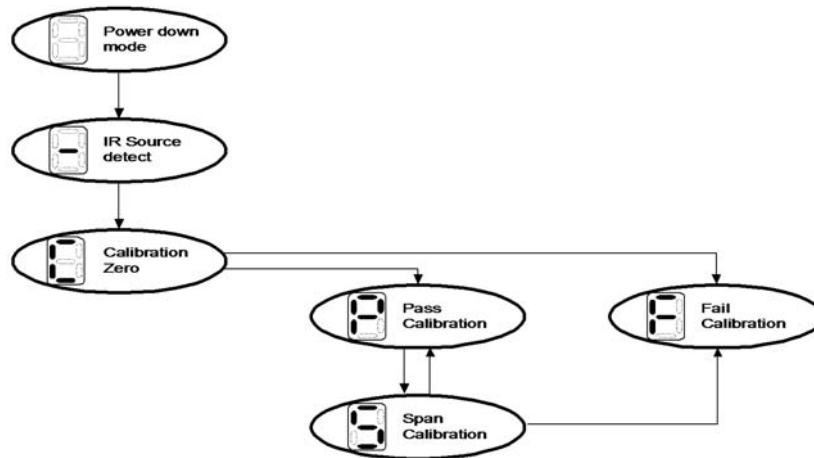 Power down
mode
IR Source
detect
Calibration
Zero
Pass
Calibration
Fail
Calibration
Span
Calibration